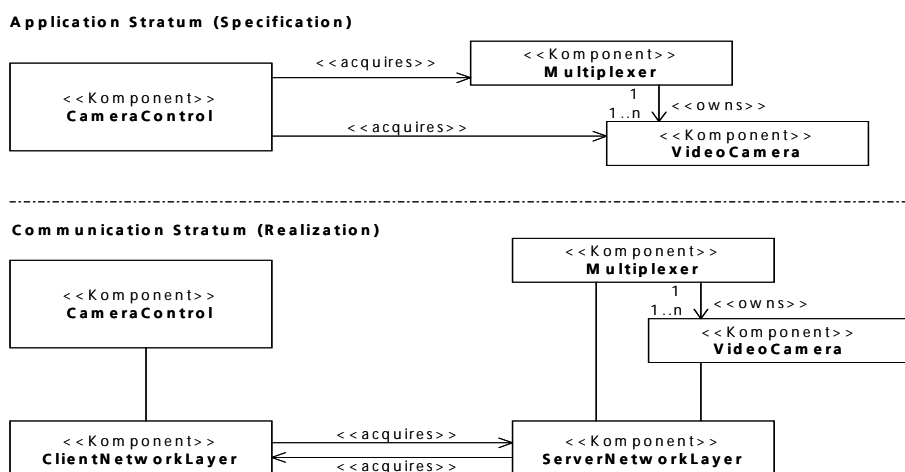 Application Stratum (Specification)
<<Komponent>>
CameraControl
<<acquires>>
<<acquires>>
<<Komponent>>
Multiplexer
1
1..n
<<owns>>
<<Komponent>>
VideoCamera
Communication Stratum (Realization)
<<Komponent>>
CameraControl
<<Komponent>>
Multiplexer
1
1..n
<<owns>>
<<Komponent>>
VideoCamera
<<Komponent>>
ClientNetworkLayer
<<acquires>>
<<acquires>>
<<Komponent>>
ServerNetworkLayer